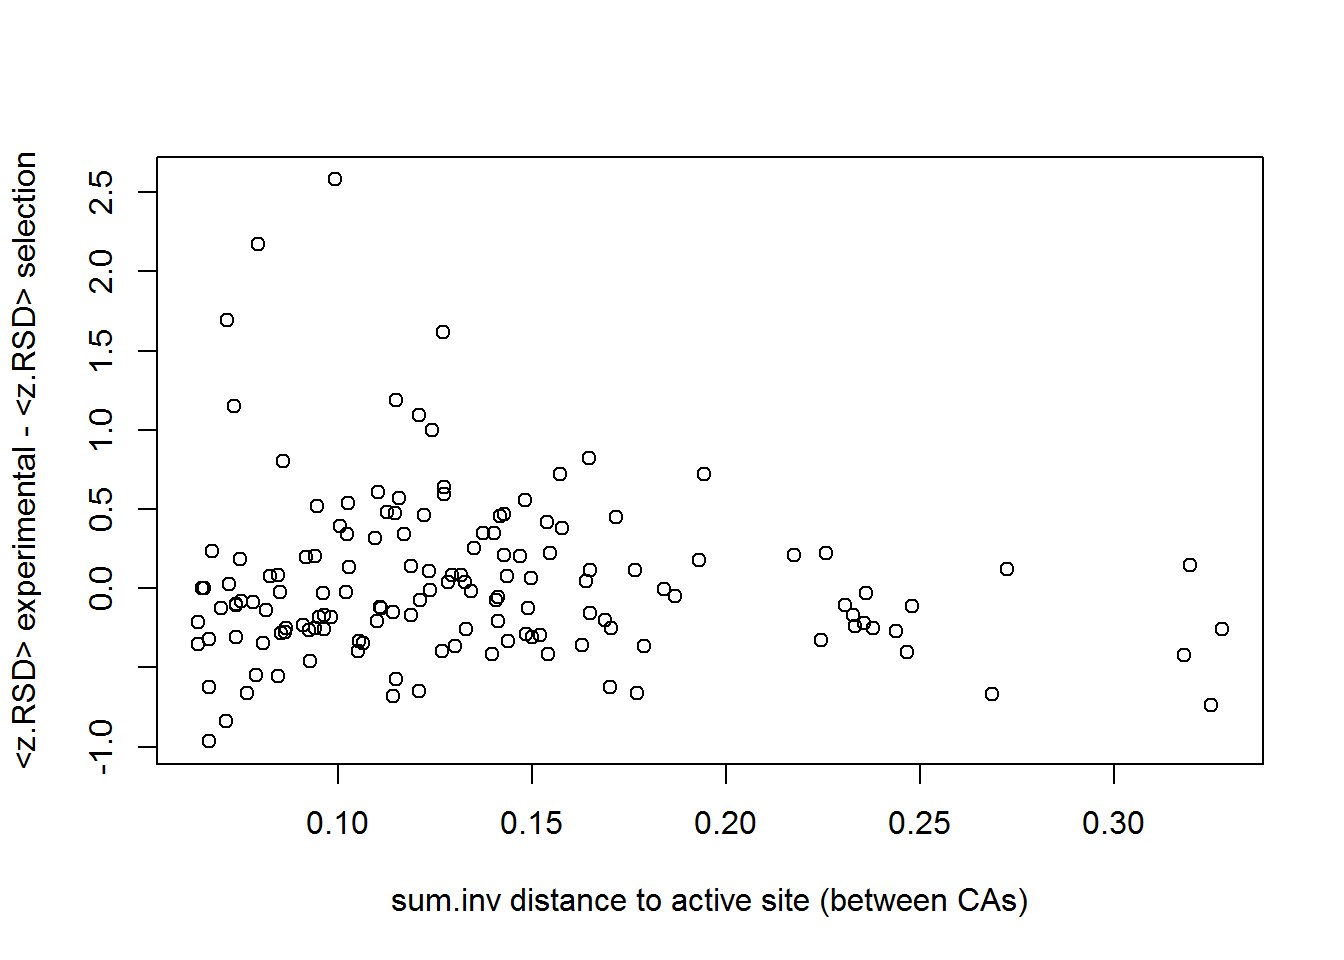 <z.RSD> experimental - <z.RSD> selection
2.5
2.0
1.5
1.0
0.5
0.0
-1.0
0.10 0.15 0.20 0.25 0.30
sum.inv distance to active site (between CAs)